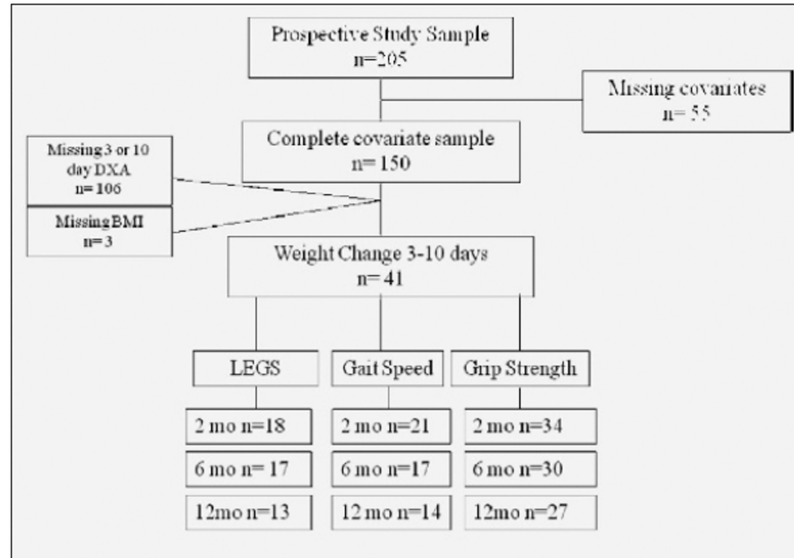 Prospective Study Sample
n=205
Missing covariates
n= 55
Complete covariate sample
n= 150
Missing 3 or 10
day DXA
n= 106
Missing BMI
n= 3
Weight Change 3-10 days
n= 41
LEGS
Gait Speed
Grip Strength
2 mo n=18
2 mo n=21
2 mo n=34
6 mo n= 17
6 mo n=17
6 mo n=30
12mo n=13
12 mo n=14
12mo n=27